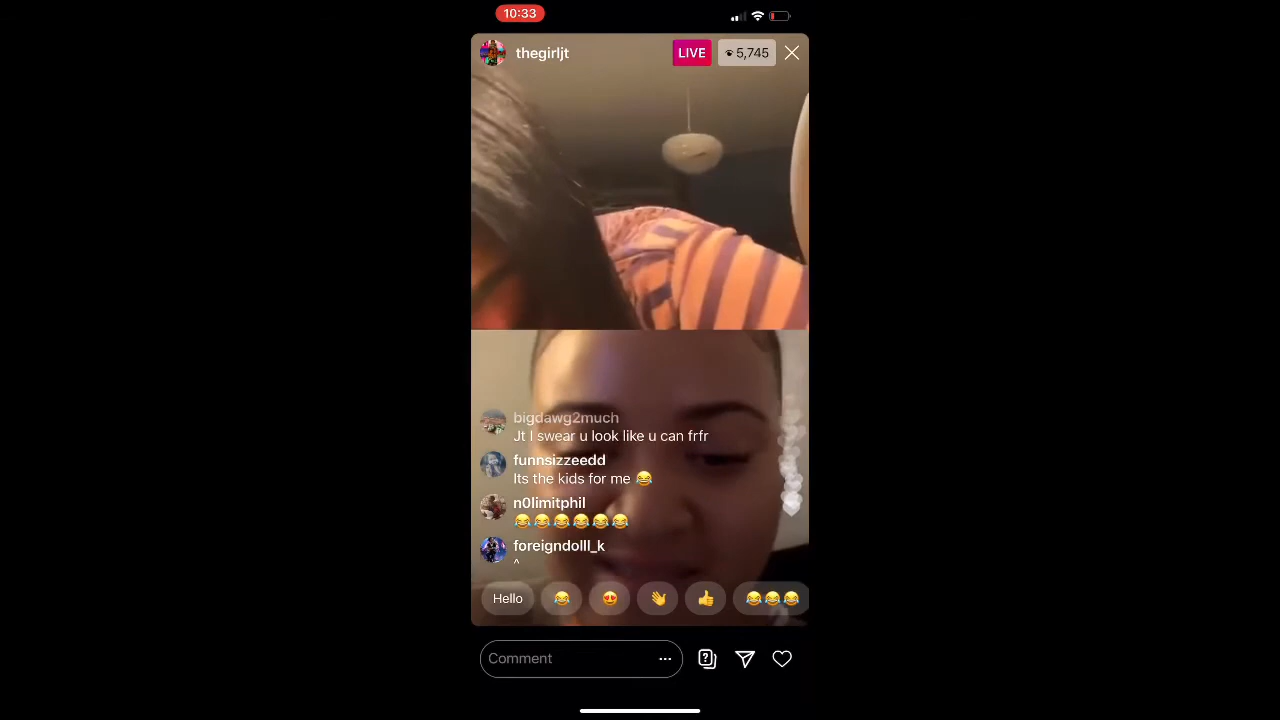 10:33
thegirljt
LIVE
5,745
bigdawg2much
Jt I swear u look like u can frfr
funnsizzeedd
Its the kids for me 😂
n0limitphil
😂😂😂😂😂😂
foreigndolll_k
^
Hello 😂 😍 👋 👍 😂😂😂
Comment